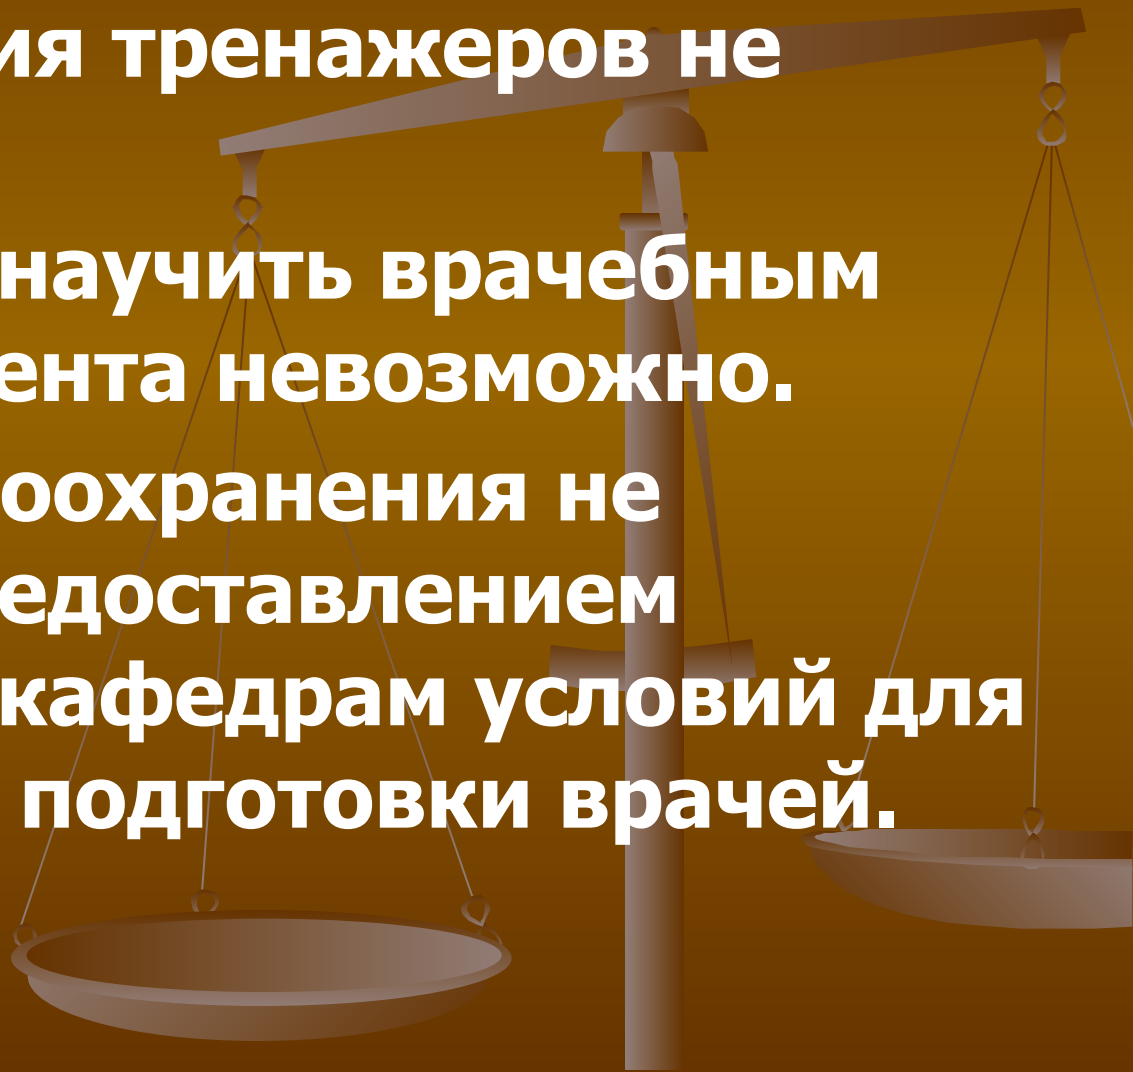 ия тренажеров не
научить врачебным
ента невозможно.
оохранения не
едоставлением
кафедрам условий для
подготовки врачей.